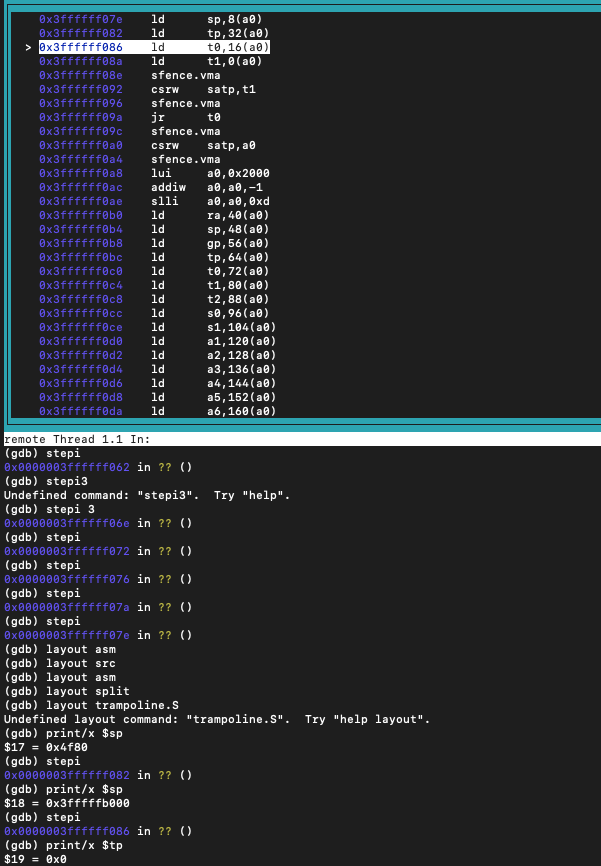 0x3ffffff07e ld sp,8(a0)
0x3ffffff082 ld tp,32(a0)
> 0x3ffffff086 ld t0,16(a0)
0x3ffffff08a ld t1,0(a0)
0x3ffffff08e sfence.vma
0x3ffffff092 csrw satp,t1
0x3ffffff096 sfence.vma
0x3ffffff09a jr t0
0x3ffffff09c sfence.vma
0x3ffffff0a0 csrw satp,a0
0x3ffffff0a4 sfence.vma
0x3ffffff0a8 lui a0,0x2000
0x3ffffff0ac addiw a0,a0,-1
0x3ffffff0ae slli a0,a0,0xd
0x3ffffff0b0 ld ra,40(a0)
0x3ffffff0b4 ld sp,48(a0)
0x3ffffff0b8 ld gp,56(a0)
0x3ffffff0bc ld tp,64(a0)
0x3ffffff0c0 ld t0,72(a0)
0x3ffffff0c4 ld t1,80(a0)
0x3ffffff0c8 ld t2,88(a0)
0x3ffffff0cc ld s0,96(a0)
0x3ffffff0ce ld s1,104(a0)
0x3ffffff0d0 ld a1,120(a0)
0x3ffffff0d2 ld a2,128(a0)
0x3ffffff0d4 ld a3,136(a0)
0x3ffffff0d6 ld a4,144(a0)
0x3ffffff0d8 ld a5,152(a0)
0x3ffffff0da ld a6,160(a0)
remote Thread 1.1 In:
(gdb) stepi
0x0000003ffffff062 in ?? ()
(gdb) stepi3
Undefined command: "stepi3". Try "help".
(gdb) stepi 3
0x0000003ffffff06e in ?? ()
(gdb) stepi
0x0000003ffffff072 in ?? ()
(gdb) stepi
0x0000003ffffff076 in ?? ()
(gdb) stepi
0x0000003ffffff07a in ?? ()
(gdb) stepi
0x0000003ffffff07e in ?? ()
(gdb) layout asm
(gdb) layout src
(gdb) layout asm
(gdb) layout split
(gdb) layout trampoline.S
Undefined layout command: "trampoline.S". Try "help layout".
(gdb) print/x $sp
$17 = 0x4f80
(gdb) stepi
0x0000003ffffff082 in ?? ()
(gdb) print/x $sp
$18 = 0x3fffffb000
(gdb) stepi
0x0000003ffffff086 in ?? ()
(gdb) print/x $tp
$19 = 0x0